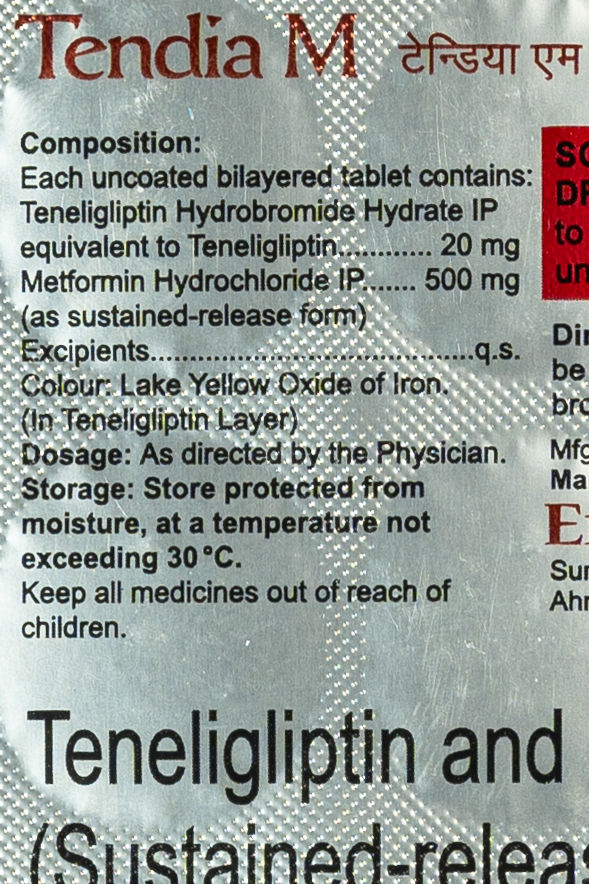 Tendia M टेन्डिया एम
Composition:
Each uncoated bilayered tablet contains:
Teneligliptin Hydrobromide Hydrate IP
equivalent to Teneligliptin............ 20 mg
Metformin Hydrochloride IP....... 500 mg
(as sustained-release form)
Excipients.......................................q.s.
Colour: Lake Yellow Oxide of Iron.
(In Teneligliptin Layer)
Dosage: As directed by the Physician.
Storage: Store protected from
moisture, at a temperature not
exceeding 30°C.
Keep all medicines out of reach of
children.
to
be
Teneligliptin and